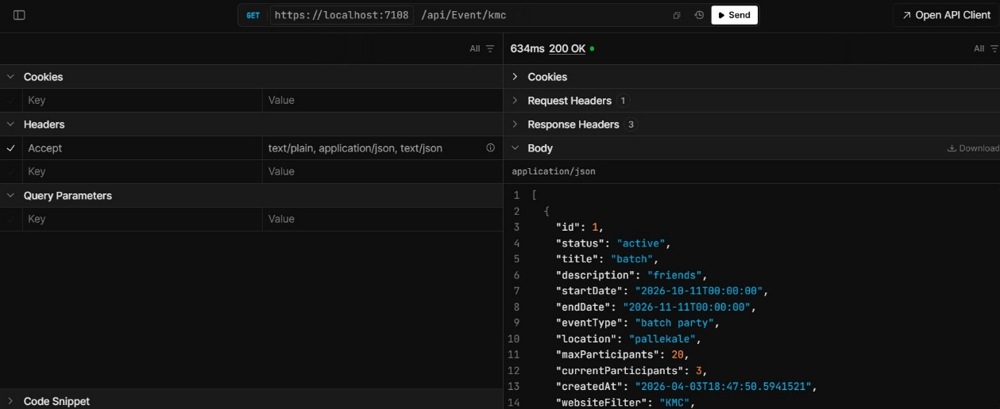 GET https://localhost:7108 /api/Event/kmc Send Open API Client
All
634ms 200 OK All
Cookies
Key Value
Headers
Accept text/plain, application/json, text/json
Key Value
Query Parameters
Key Value
Code Snippet
Cookies
Request Headers 1
Response Headers 3
Body Download
application/json
1 [
2 {
3 "id": 1,
4 "status": "active",
5 "title": "batch",
6 "description": "friends",
7 "startDate": "2026-10-11T00:00:00",
8 "endDate": "2026-11-11T00:00:00",
9 "eventType": "batch party",
10 "location": "pallekale",
11 "maxParticipants": 20,
12 "currentParticipants": 3,
13 "createdAt": "2026-04-03T18:47:50.5941521",
14 "websiteFilter": "KMC",